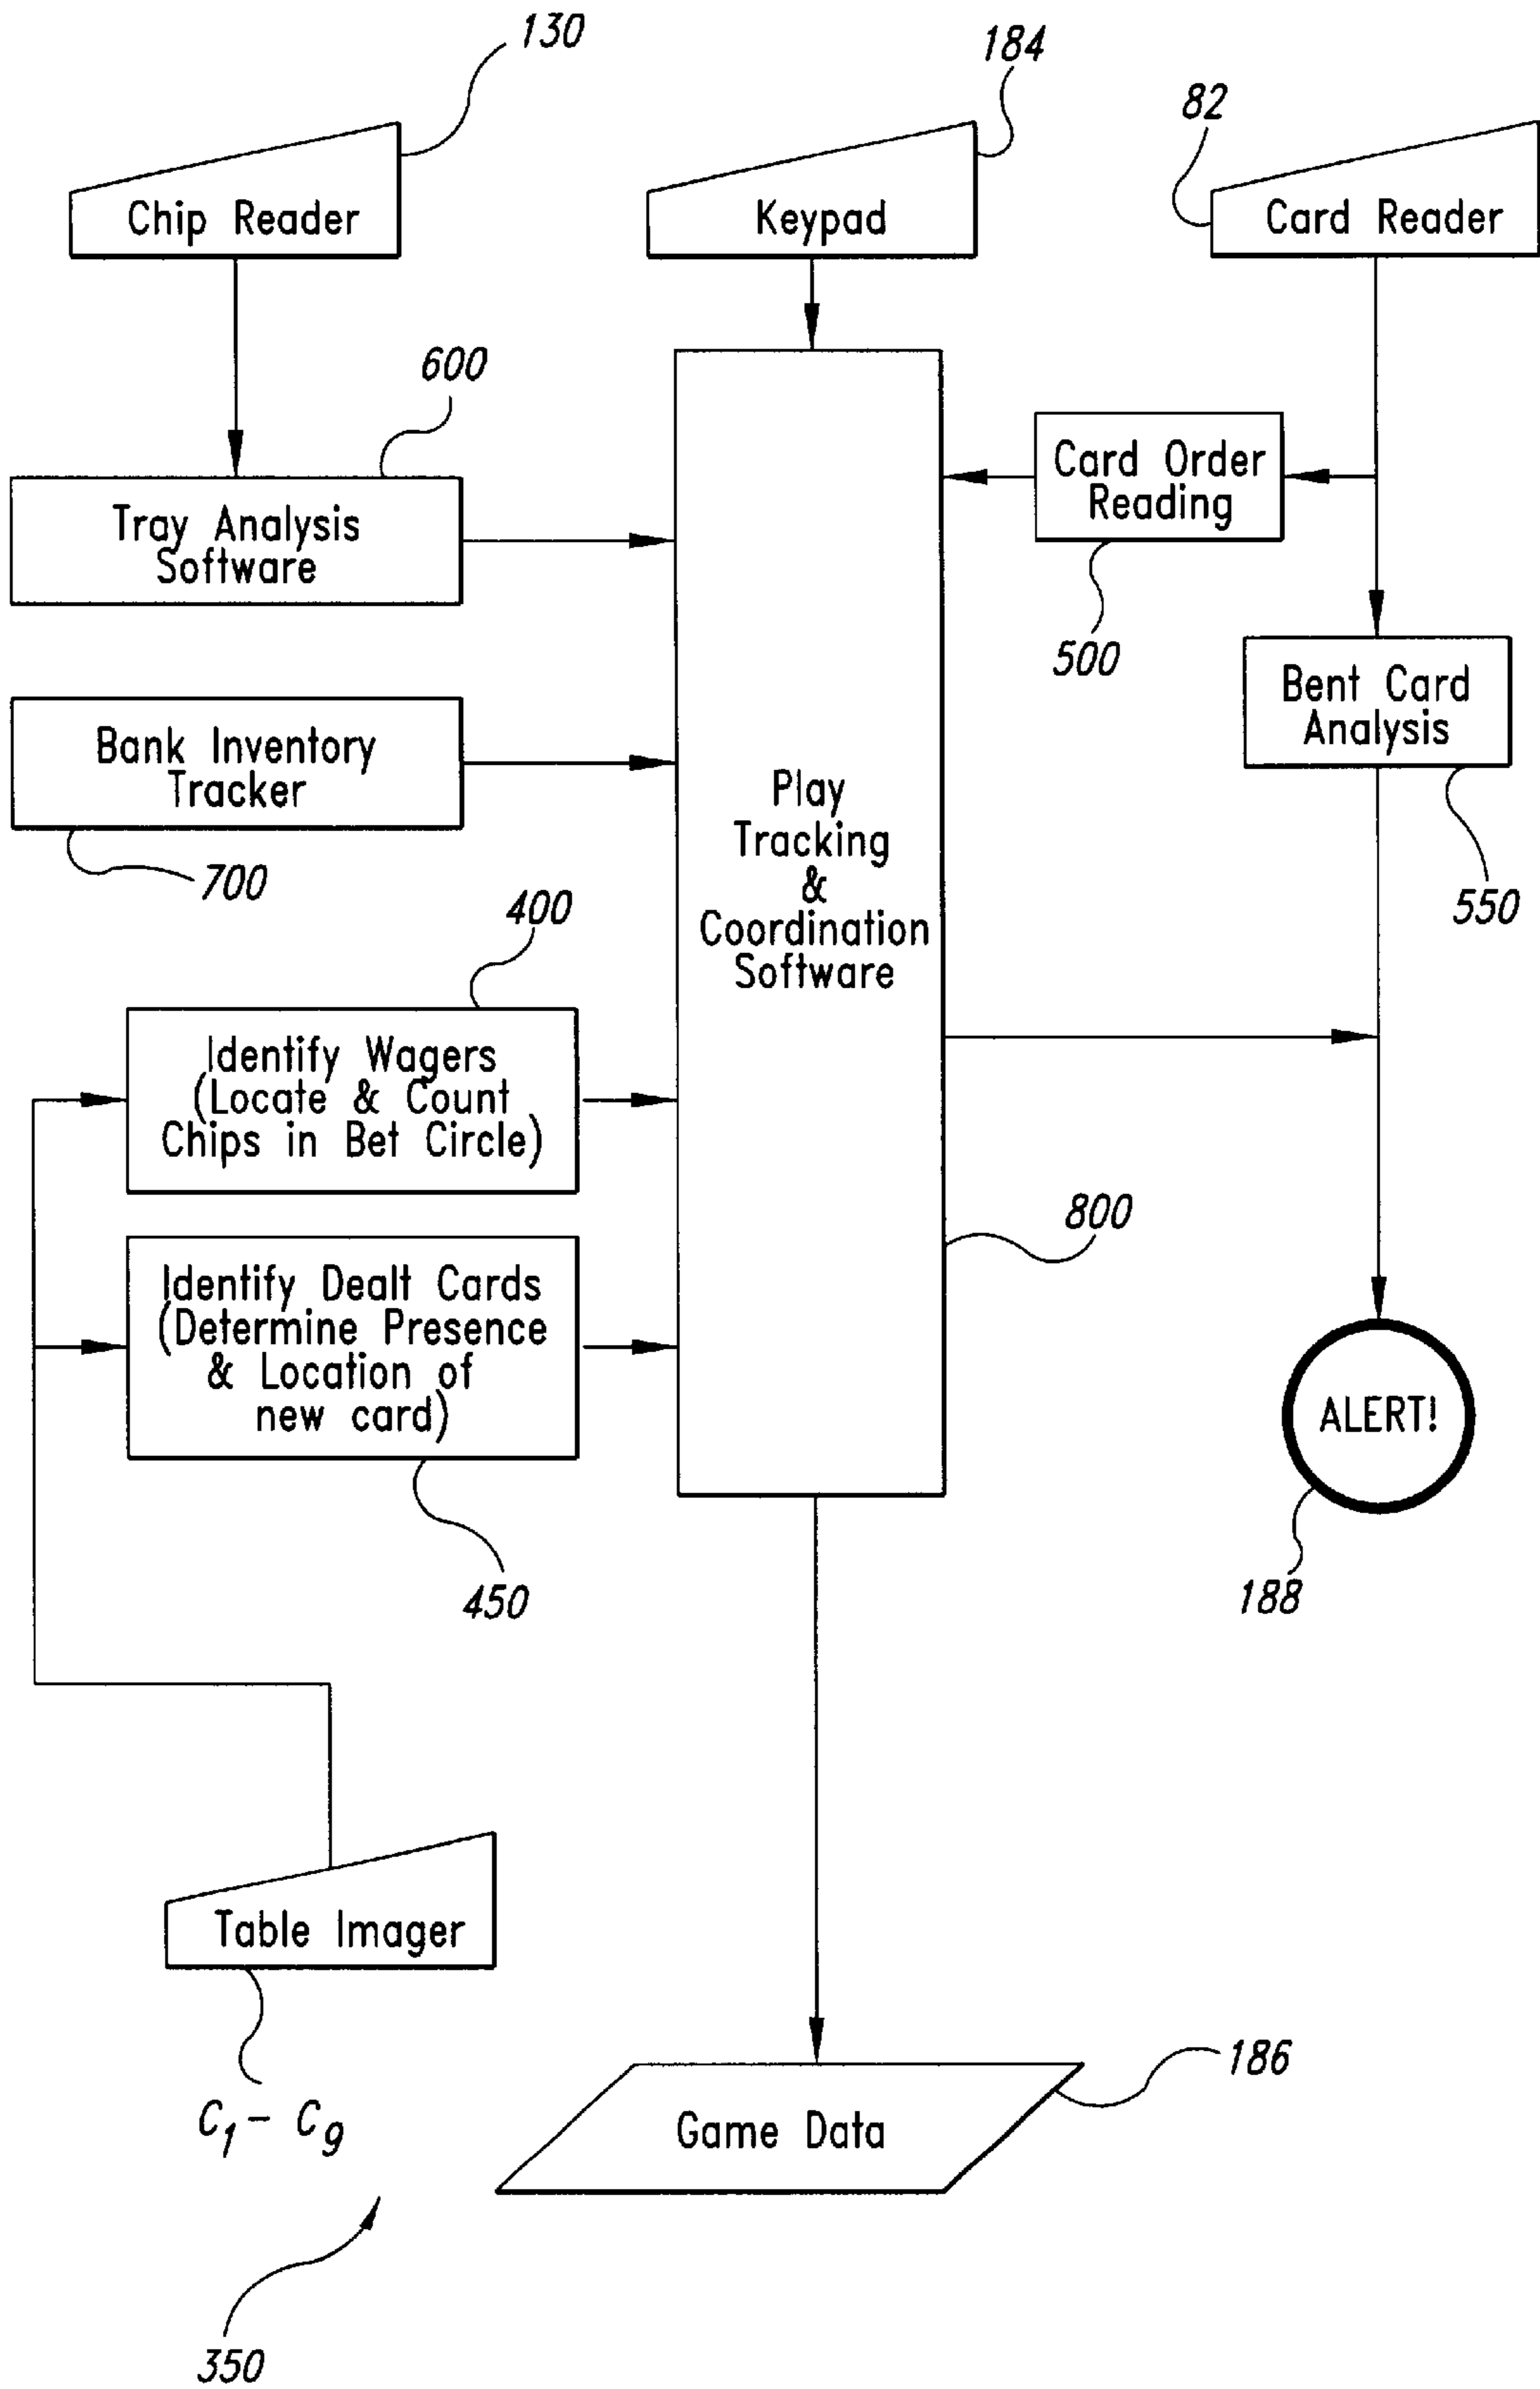 130
184
82
Chip Reader
Keypad
Card Reader
600
Tray Analysis
Software
Card Order
Reading
500
Bent Card
Analysis
550
Bank Inventory
Tracker
700
Play
Tracking
&
Coordination
Software
400
Identify Wagers
(Locate & Count
Chips in Bet Circle)
800
Identify Dealt Cards
(Determine Presence
& Location of
new card)
450
ALERT!
188
Table Imager
C1 - C9
186
Game Data
350